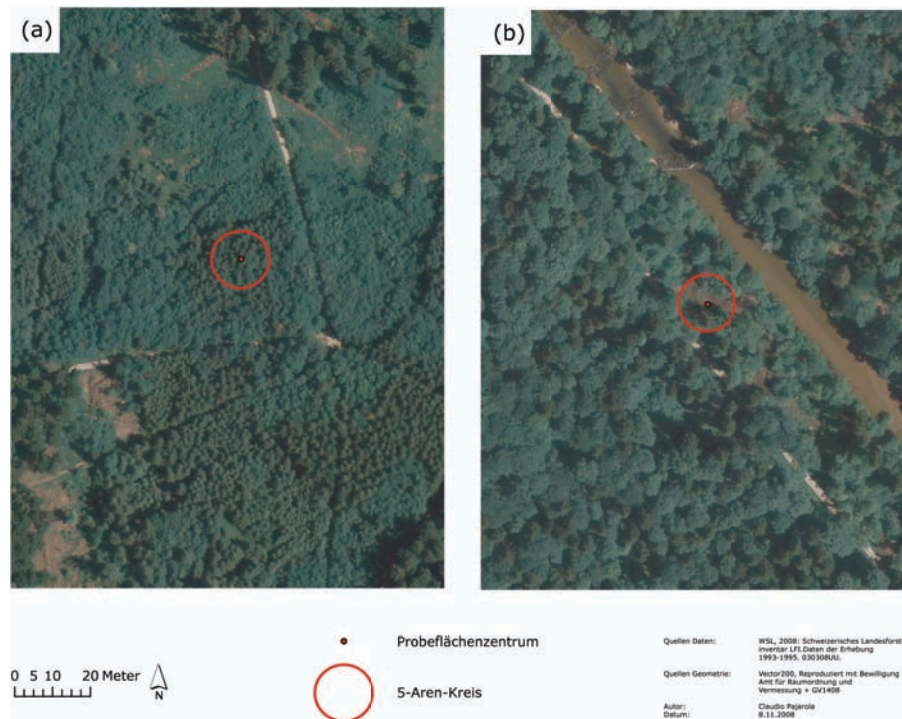 (a)
(b)
Probeflächenzentrum
0 5 10 20 Meter
N
5-Aren-Kreis
Quellen Daten: WSL, 2008: Schweizerisches Landesforst
inventar LFI.Daten der Erhebung
1993-1995. 030308UU.
Quellen Geometrie: Vector200, Reproduziert mit Bewilligung
Amt für Raumordnung und
Vermessung + GV1408
Autor: Claudio Pajarola
Datum: 8.11.2008